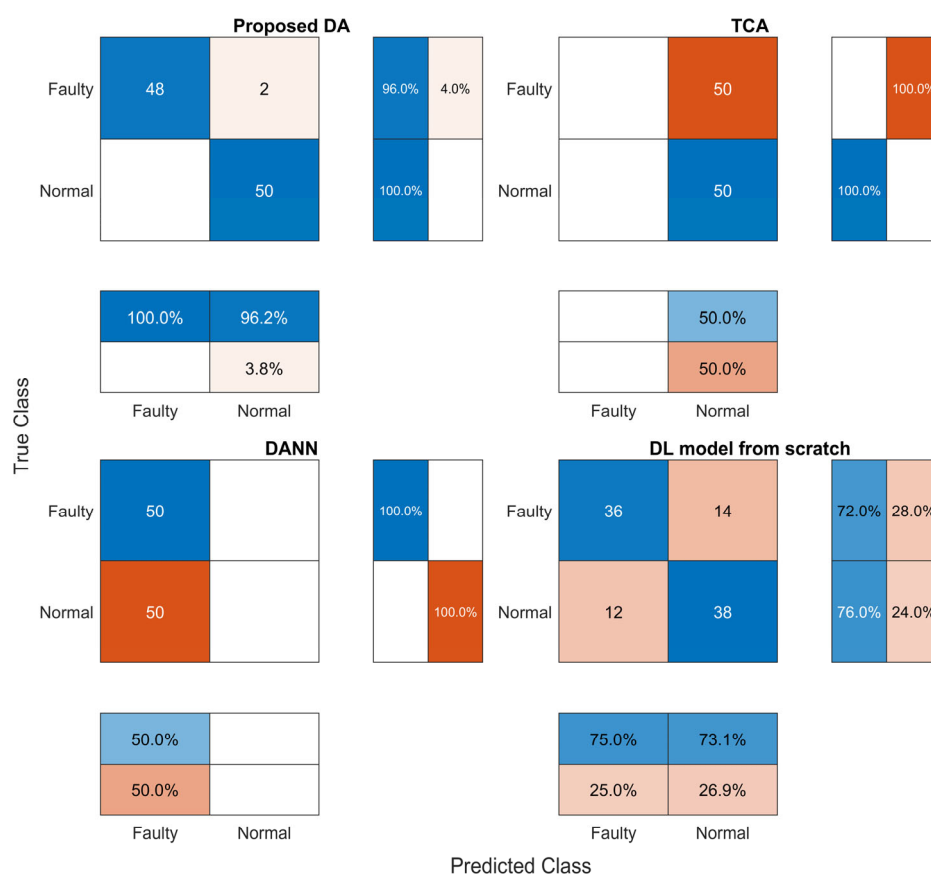 Proposed DA
Faulty 48 2 96.0% 4.0%
Normal 50 100.0%
100.0% 96.2%
3.8%
Faulty Normal
TCA
Faulty 50 100.0%
Normal 50 100.0%
50.0%
50.0%
Faulty Normal
True Class
DANN
Faulty 50 100.0%
Normal 50 100.0%
50.0%
50.0%
Faulty Normal
DL model from scratch
Faulty 36 14 72.0% 28.0%
Normal 12 38 76.0% 24.0%
75.0% 73.1%
25.0% 26.9%
Faulty Normal
Predicted Class